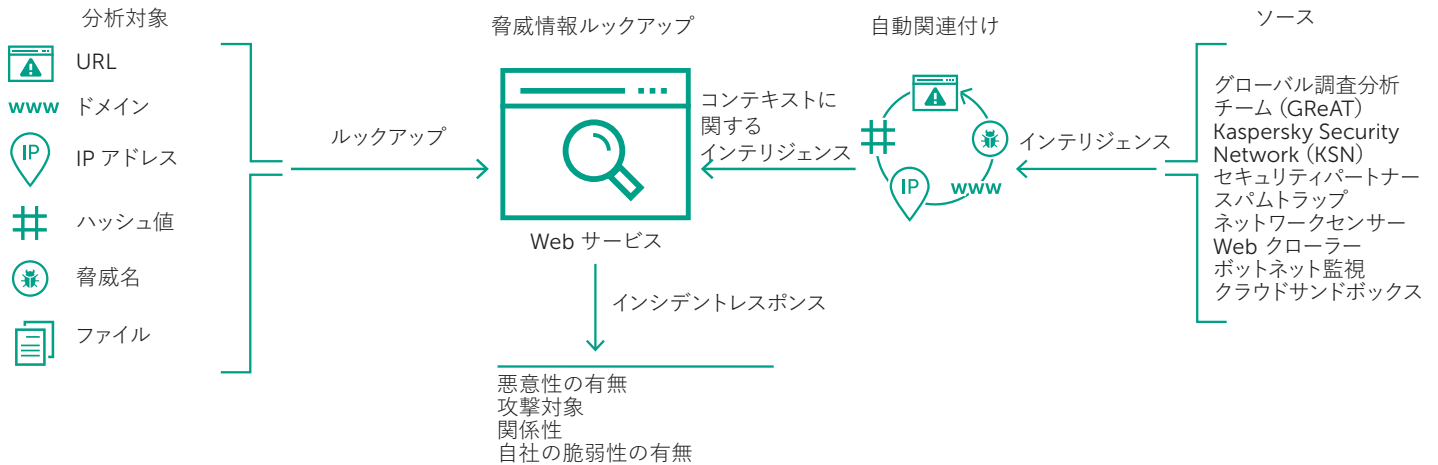 分析対象
URL
www ドメイン
IP IP アドレス
ハッシュ値
脅威名
ファイル
ルックアップ
脅威情報ルックアップ
Web サービス
インシデントレスポンス
悪意性の有無
攻撃対象
関係性
自社の脆弱性の有無
コンテキストに
関する
インテリジェンス
自動関連付け
IP
www
インテリジェンス
ソース
グローバル調査分析
チーム（GReAT）
Kaspersky Security
Network（KSN）
セキュリティパートナー
スパムトラップ
ネットワークセンサー
Web クローラー
ボットネット監視
クラウドサンドボックス